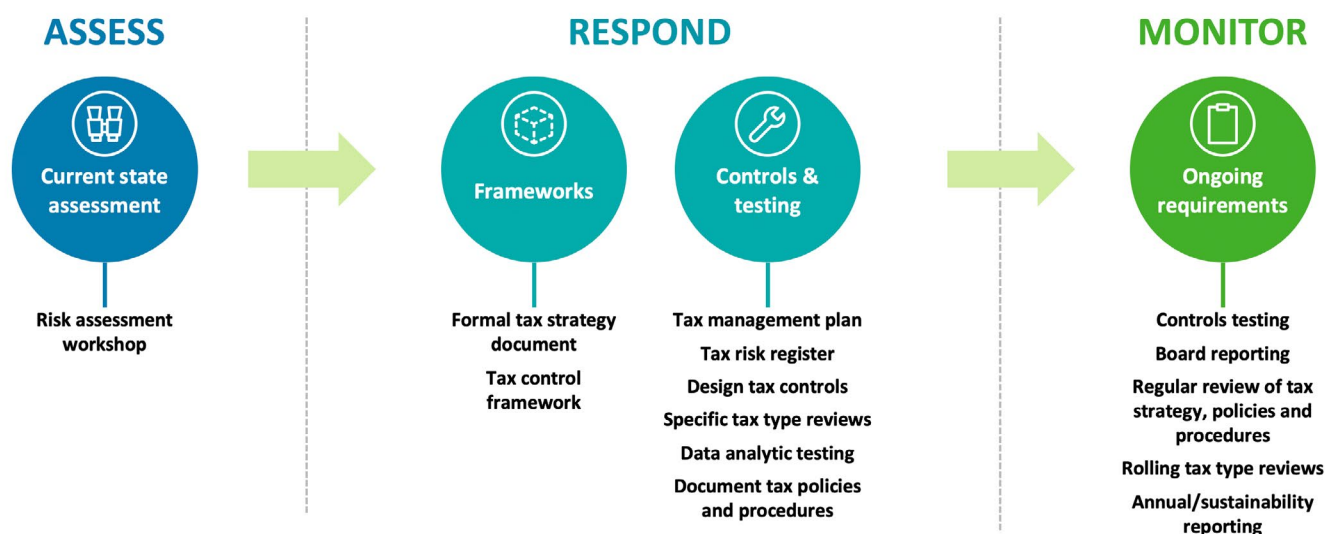 ASSESS
Current state
assessment
Risk assessment
workshop
RESPOND
Frameworks
Formal tax strategy
document
Tax control
framework
Controls &
testing
Tax management plan
Tax risk register
Design tax controls
Specific tax type reviews
Data analytic testing
Document tax policies
and procedures
MONITOR
Ongoing
requirements
Controls testing
Board reporting
Regular review of tax
strategy, policies and
procedures
Rolling tax type reviews
Annual/sustainability
reporting